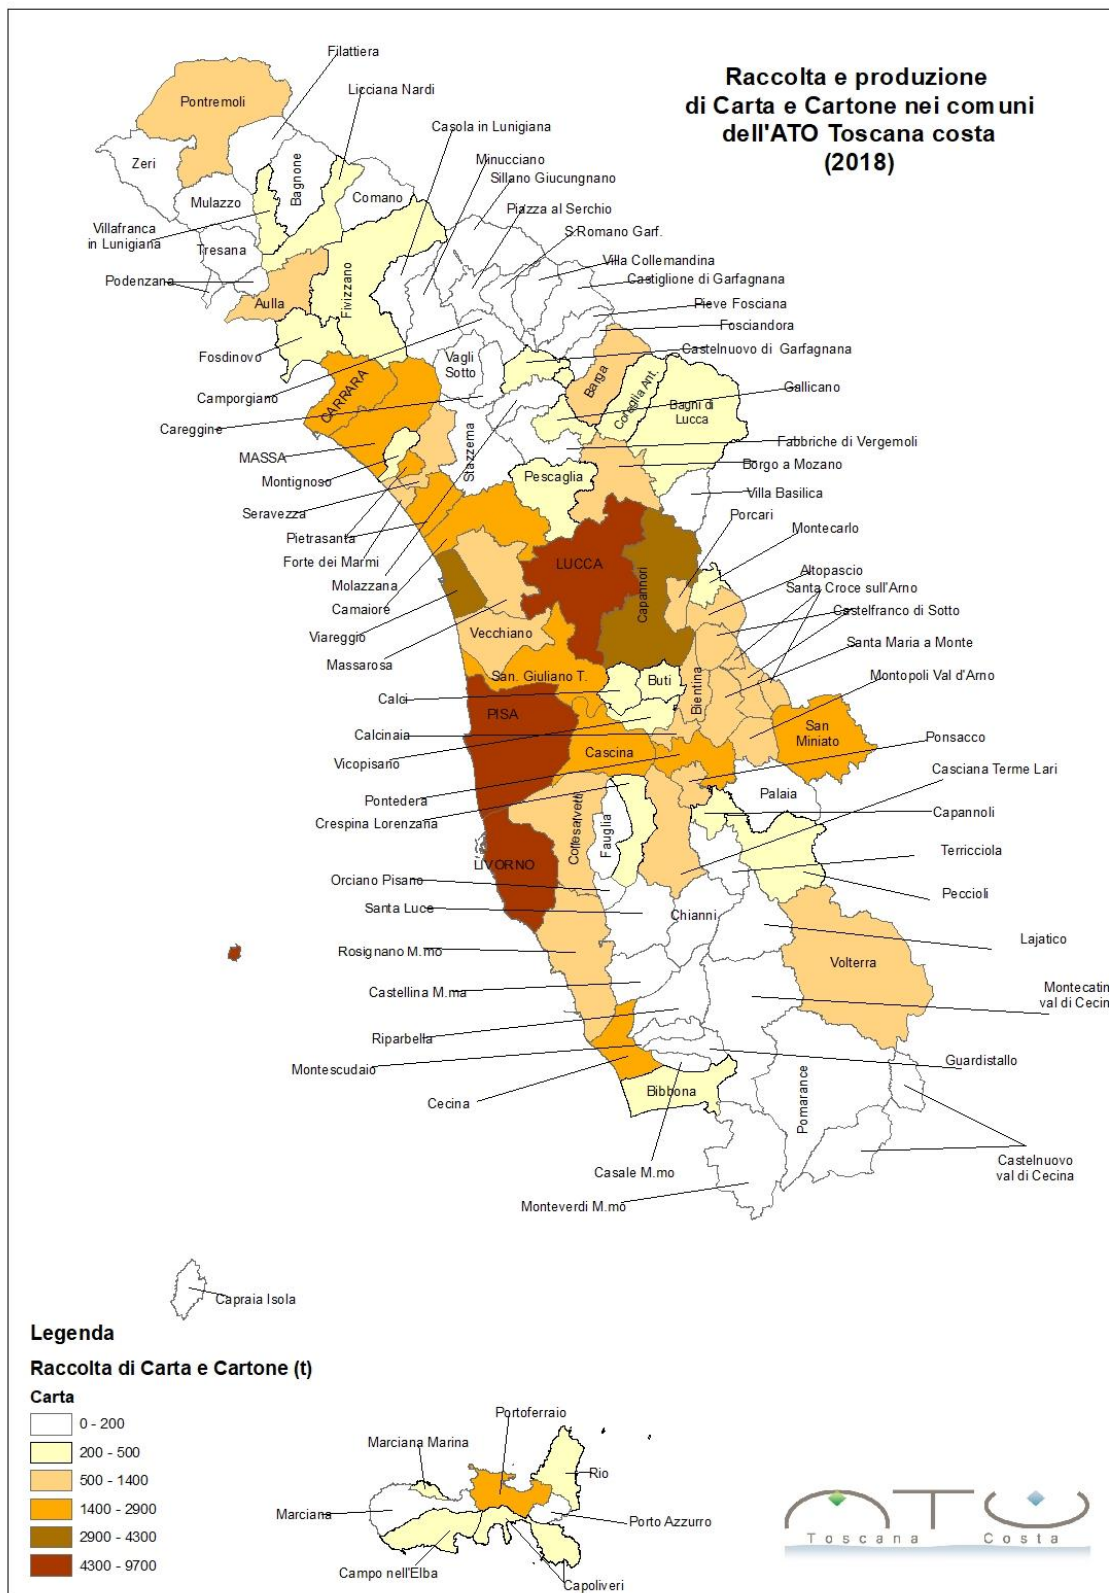 Raccolta e produzione
di Carta e Cartone nei comuni
dell'ATO Toscana costa
(2018)
Filattiera
Licciana Nardi
Pontremoli
Casola in Lunigiana
Zeri
Bagnone
Minucciano
Sillano Giucungnano
Comano
Mulazzo
Piazza al Serchio
Villafranca
in Lunigiana
S.Romano Garf.
Tresana
Villa Collemandina
Podenzana
Castiglione di Garfagnana
Aulla
Fivizzano
Pieve Fosciana
Fosciandora
Fosdinovo
Vagli
Sotto
Castelnuovo di Garfagnana
Barga
Coreglia Ant.
Gallicano
Camporgiano
CARRARA
Bagni di
Lucca
Careggine
Stazzema
Fabbriche di Vergemoli
MASSA
Borgo a Mozano
Montignoso
Pescaglia
Villa Basilica
Seravezza
Porcari
Montecarlo
Pietrasanta
Forte dei Marmi
LUCCA
Capannori
Altopascio
Molazzana
Santa Croce sull'Arno
Camaiore
Castelfranco di Sotto
Viareggio
Vecchiano
Santa Maria a Monte
Massarosa
San. Giuliano T.
Buti
Bientina
Montopoli Val d'Arno
Calci
PISA
San
Miniato
Calcinaia
Ponsacco
Vicopisano
Cascina
Casciana Terme Lari
Pontedera
Palaia
Crespina Lorenzana
Capannoli
Collesalvetti
Fauglia
Terricciola
LIVORNO
Orciano Pisano
Peccioli
Santa Luce
Chianni
Lajatico
Rosignano M.mo
Volterra
Castellina M.ma
Montecatin
val di Cecin
Riparbella
Montescudaio
Guardistallo
Cecina
Bibbona
Pomarance
Casale M.mo
Castelnuovo
val di Cecina
Monteverdi M.mo
Capraia Isola
Legenda
Raccolta di Carta e Cartone (t)
Carta
0 - 200
200 - 500
500 - 1400
1400 - 2900
2900 - 4300
4300 - 9700
Portoferraio
Marciana Marina
Rio
Marciana
Porto Azzurro
Campo nell'Elba
Capoliveri
ATO
Toscana Costa